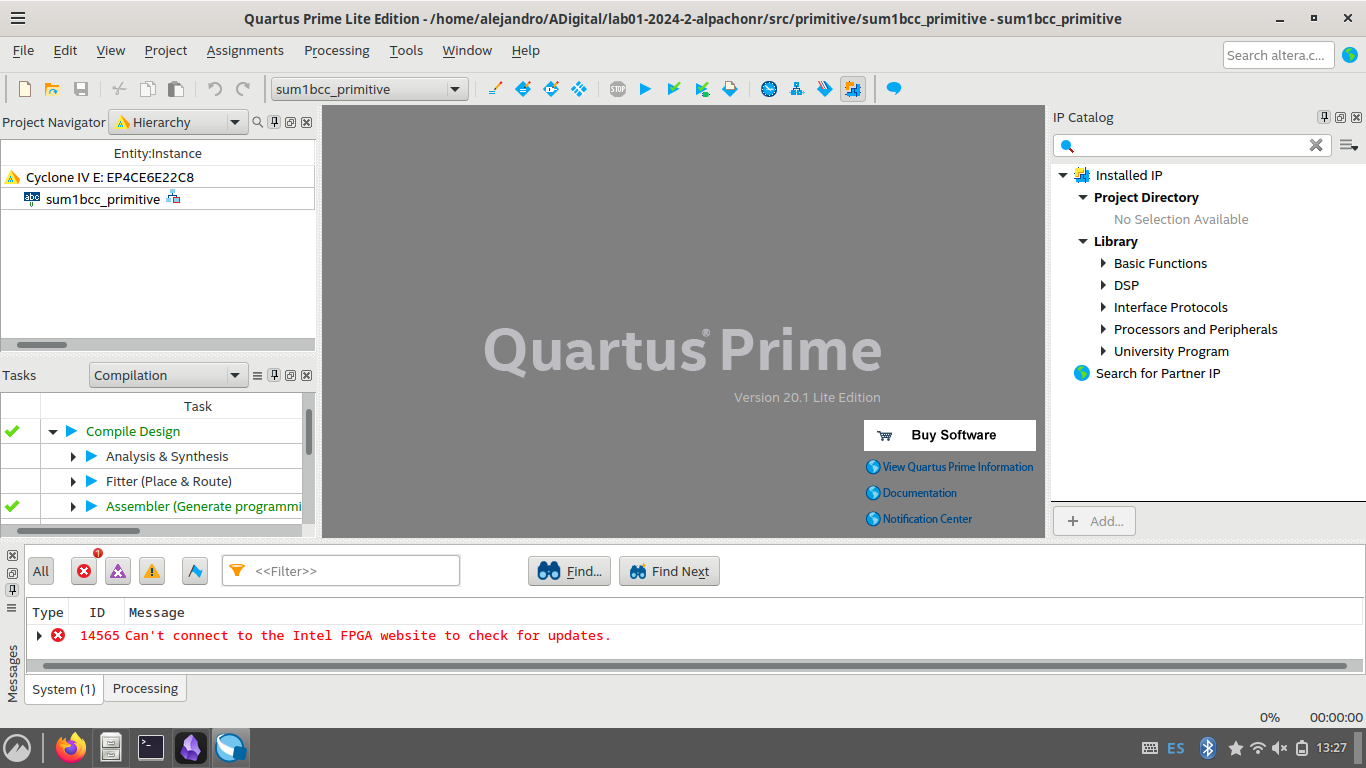 Quartus Prime Lite Edition - /home/alejandro/ADigital/lab01-2024-2-alpachonr/src/primitive/sum1bcc_primitive - sum1bcc_primitive
File Edit View Project Assignments Processing Tools Window Help
Search altera.c...
sum1bcc_primitive
STOP
Project Navigator
Hierarchy
Entity:Instance
Cyclone IV E: EP4CE6E22C8
abc
sum1bcc_primitive
Tasks
Compilation
Task
Compile Design
Analysis & Synthesis
Fitter (Place & Route)
Assembler (Generate programmi
Quartus® Prime
Version 20.1 Lite Edition
Buy Software
View Quartus Prime Information
Documentation
Notification Center
IP Catalog
Installed IP
Project Directory
No Selection Available
Library
Basic Functions
DSP
Interface Protocols
Processors and Peripherals
University Program
Search for Partner IP
+ Add...
Messages
All
1
<<Filter>>
Find...
Find Next
Type ID Message
14565 Can't connect to the Intel FPGA website to check for updates.
System (1)
Processing
0% 00:00:00
ES
13:27